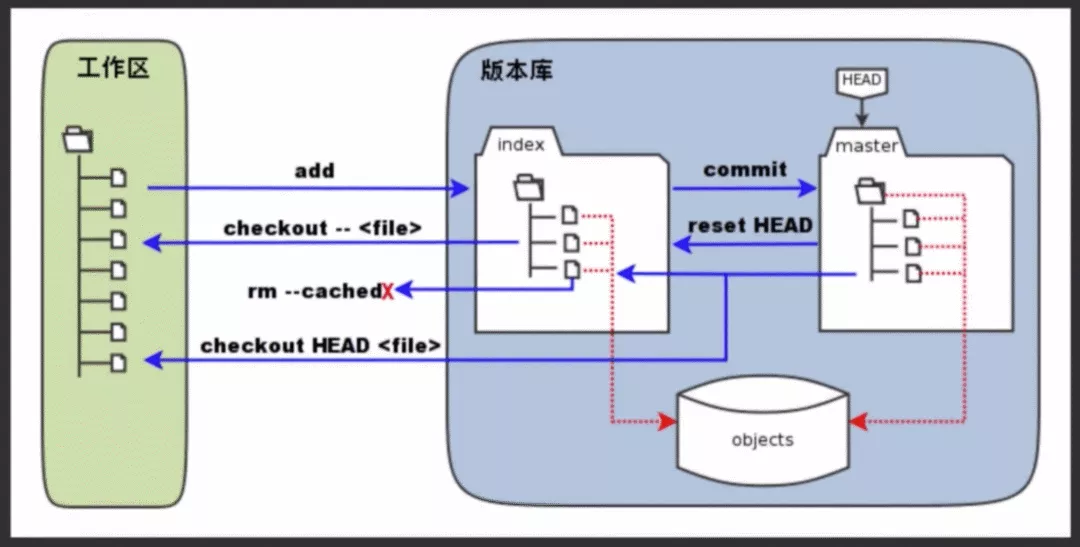 工作区
版本库
HEAD
index
master
add
commit
checkout -- <file>
reset HEAD
rm --cachedX
checkout HEAD <file>
objects